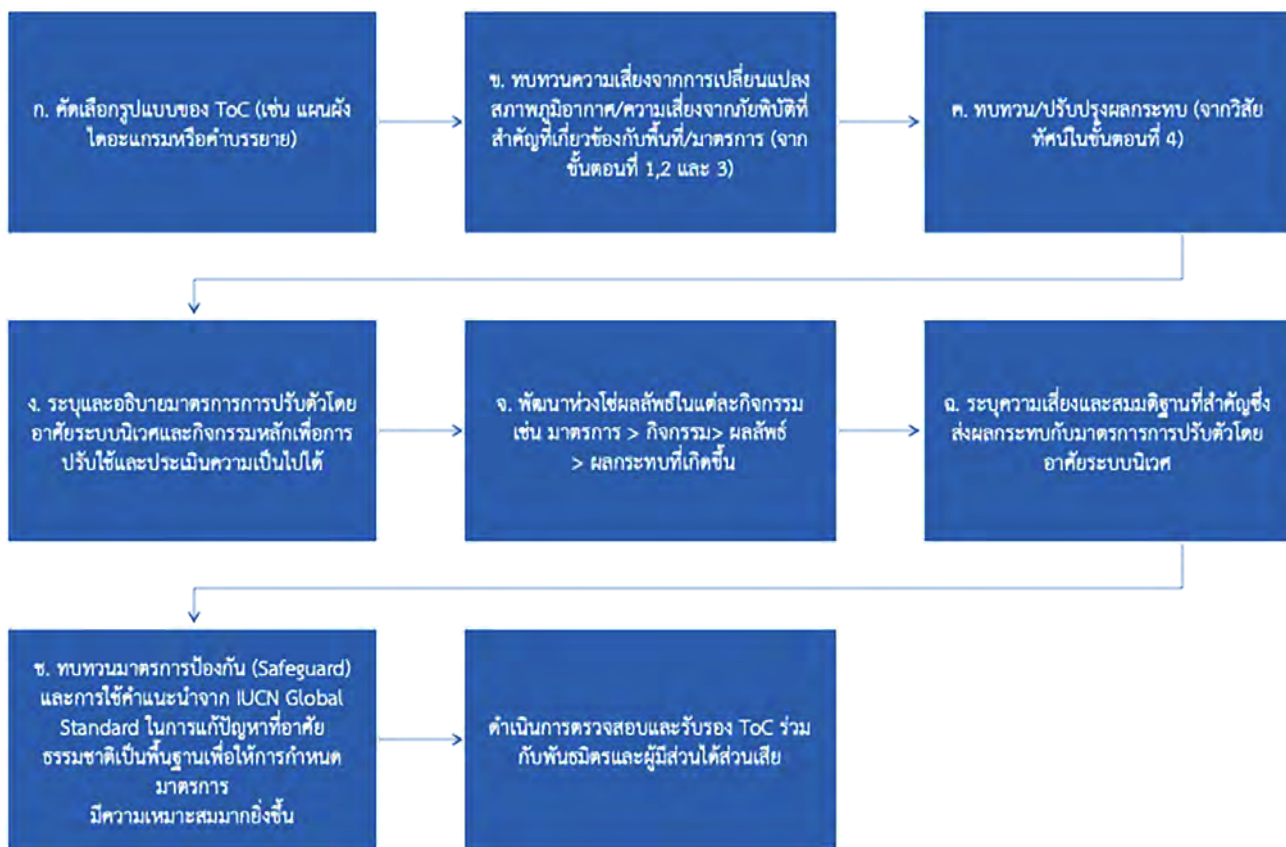 ก. คัดเลือกรูปแบบของ ToC (เช่น แผนผัง
ไดอะแกรมหรือคำบรรยาย)
ข. ทบทวนความเสี่ยงจากการเปลี่ยนแปลง
สภาพภูมิอากาศ/ความเสี่ยงจากภัยพิบัติที่
สำคัญที่เกี่ยวข้องกับพื้นที่/มาตรการ (จาก
ขั้นตอนที่ 1,2 และ 3)
ค. ทบทวน/ปรับปรุงผลกระทบ (จากวิสัย
ทัศน์ในขั้นตอนที่ 4)
ง. ระบุและอธิบายมาตรการการปรับตัวโดย
อาศัยระบบนิเวศและกิจกรรมหลักเพื่อการ
ปรับใช้และประเมินความเป็นไปได้
จ. พัฒนาห่วงโซ่ผลลัพธ์ในแต่ละกิจกรรม
เช่น มาตรการ > กิจกรรม> ผลลัพธ์
> ผลกระทบที่เกิดขึ้น
ฉ. ระบุความเสี่ยงและสมมติฐานที่สำคัญซึ่ง
ส่งผลกระทบกับมาตรการการปรับตัวโดย
อาศัยระบบนิเวศ
ช. ทบทวนมาตรการป้องกัน (Safeguard)
และการใช้คำแนะนำจาก IUCN Global
Standard ในการแก้ปัญหาที่อาศัย
ธรรมชาติเป็นพื้นฐานเพื่อให้การกำหนด
มาตรการ
มีความเหมาะสมมากยิ่งขึ้น
ดำเนินการตรวจสอบและรับรอง ToC ร่วม
กับพันธมิตรและผู้มีส่วนได้ส่วนเสีย